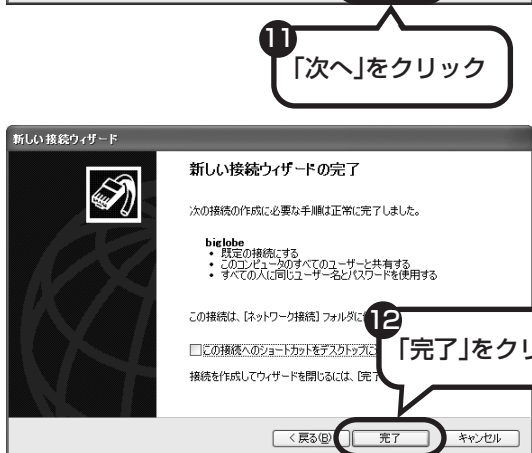 11
「次へ」をクリック
新しい接続ウィザード
新しい接続ウィザードの完了
次の接続の作成に必要な手順は正常に完了しました。
biglobe
• 既定の接続にする
• このコンピュータのすべてのユーザーと共有する
• すべての人に同じユーザー名とパスワードを使用する
この接続は、[ネットワーク接続] フォルダに
12
「完了」をクリ
この接続へのショートカットをデスクトップに
接続を作成してウィザードを閉じるには、[完了
< 戻る(B)
完了
キャンセル